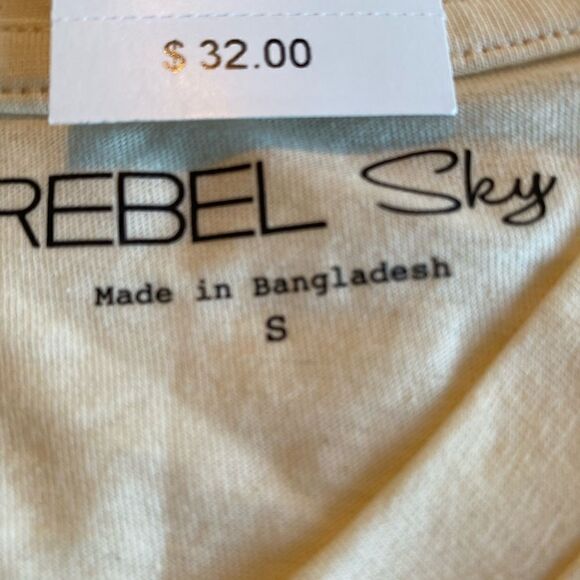 $ 32.00
REBEL Sky
Made in Bangladesh
S